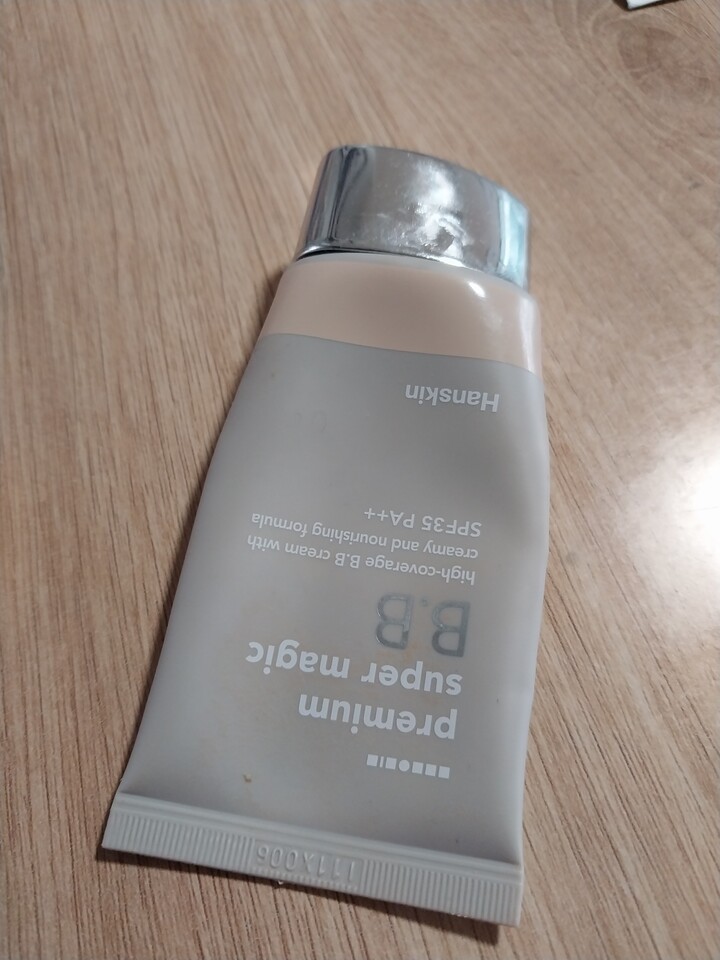 premium
super magic
B.B
high-coverage B.B cream with
creamy and nourishing formula
SPF35 PA++
Hanskin
111X006